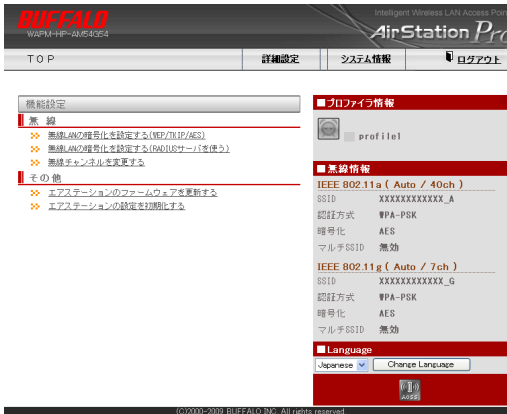 BUFFALO
WAPM-HP-AM54G54
Intelligent Wireless LAN Access Poin
AirStation Pro
TOP
詳細設定
システム情報
ログアウト
機能設定
無 線
無線LANの暗号化を設定する(WEP/TKIP/AES)
無線LANの暗号化を設定する(RADIUSサーバを使う)
無線チャンネルを変更する
その他
エアステーションのファームウェアを更新する
エアステーションの設定を初期化する
■プロファイラ情報
profile1
■無線情報
IEEE 802.11a ( Auto / 40ch )
SSID XXXXXXXXXXXX_A
認証方式 WPA-PSK
暗号化 AES
マルチSSID 無効
IEEE 802.11g ( Auto / 7ch )
SSID XXXXXXXXXXXX_G
認証方式 WPA-PSK
暗号化 AES
マルチSSID 無効
■Language
Japanese Change Language
AOSS
(C)2000-2009 BUFFALO INC. All rights reserved.